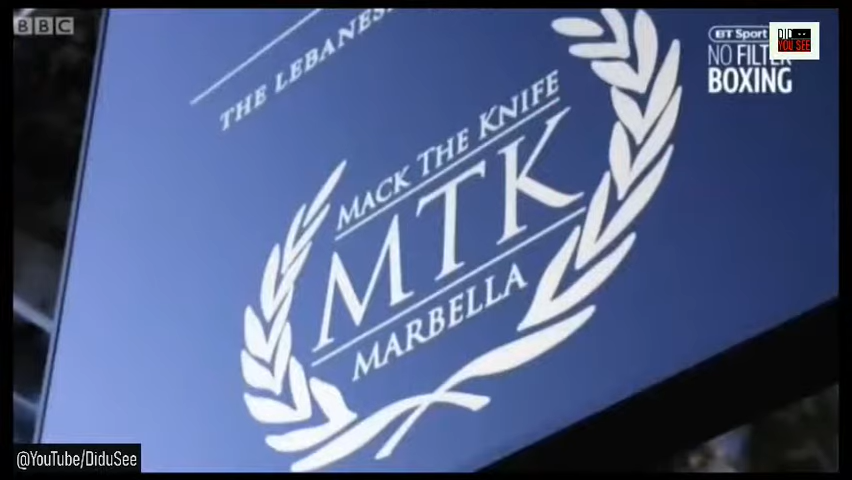 BBC
THE LEBANES
BT Sport
NO FILTER
BOXING
DID
YOU SEE
MACK THE KNIFE
MTK
MARBELLA
@YouTube/DiduSee